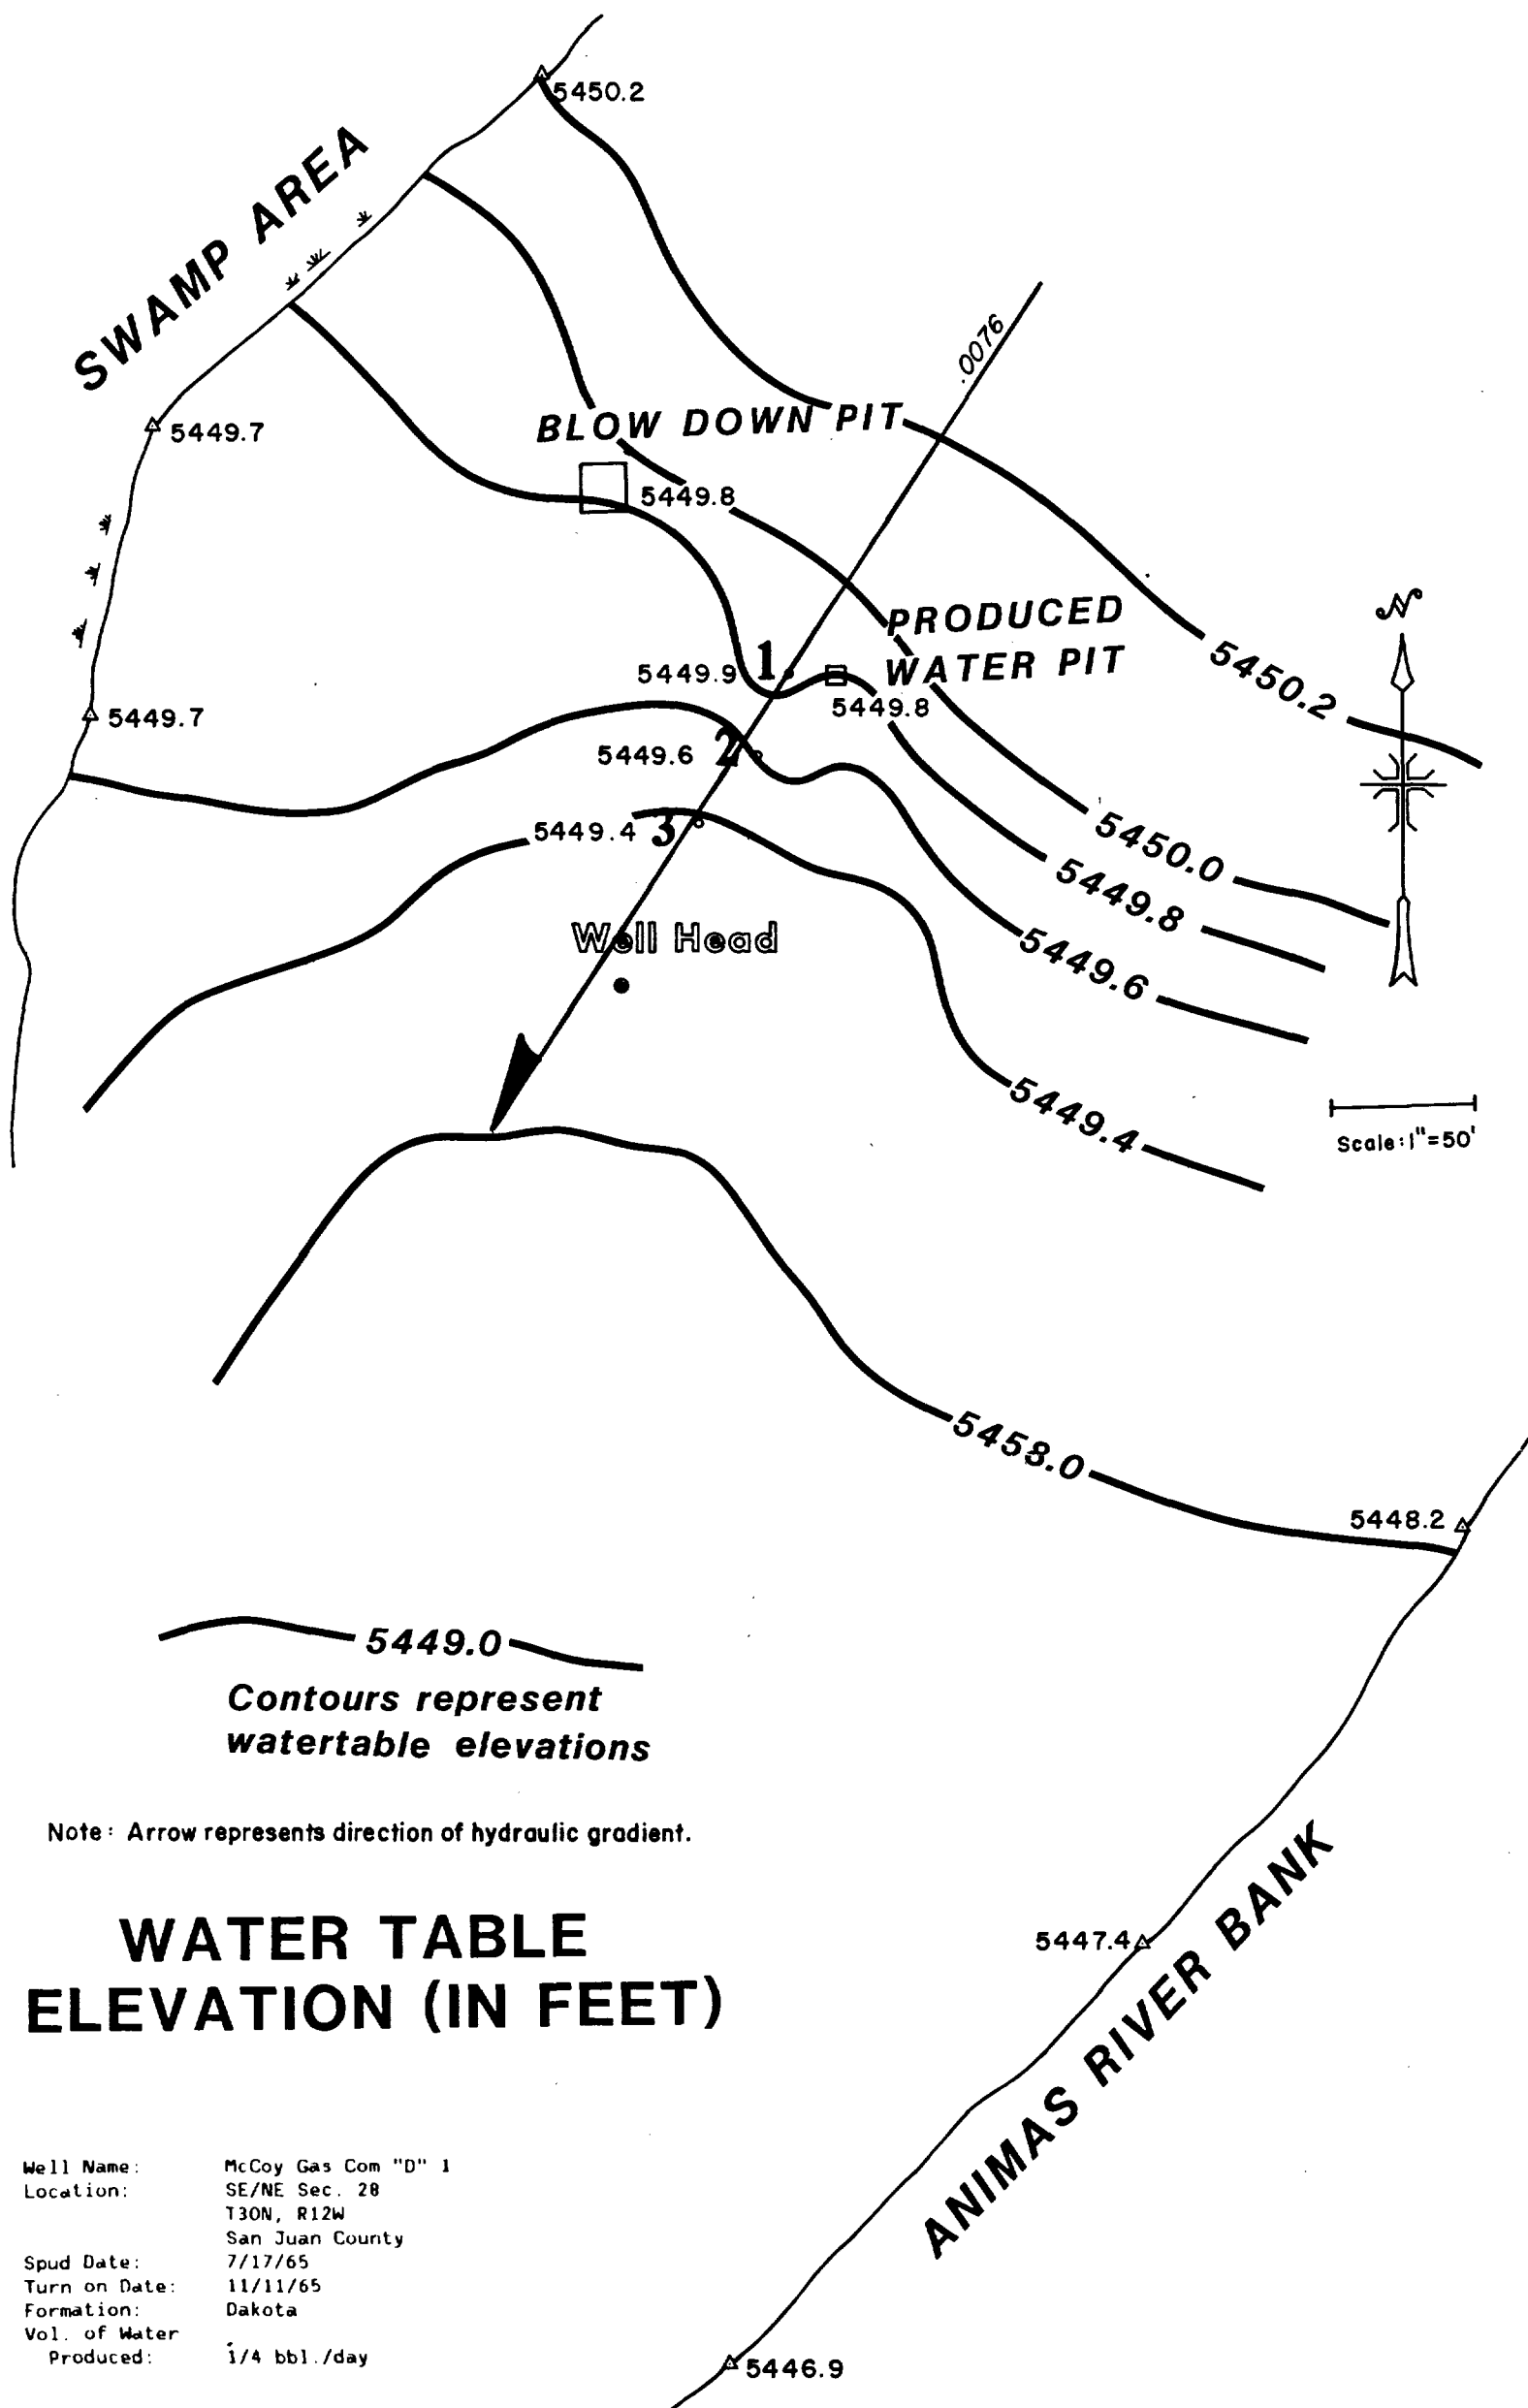 5450.2
SWAMP AREA
.0076
BLOW DOWN PIT
5449.7
5449.8
N
PRODUCED
WATER PIT
5450.2
5449.9
1
5449.8
5449.7
5449.6
2
5449.4
3
5450.0
5449.8
Well Head
5449.6
5449.4
Scale: 1"=50'
5458.0
5448.2
5449.0
Contours represent
watertable elevations
Note: Arrow represents direction of hydraulic gradient.
WATER TABLE
ELEVATION (IN FEET)
5447.4
ANIMAS RIVER BANK
Well Name: McCoy Gas Com "D" 1
Location: SE/NE Sec. 28
T30N, R12W
San Juan County
Spud Date: 7/17/65
Turn on Date: 11/11/65
Formation: Dakota
Vol. of Water
Produced: 1/4 bbl./day
5446.9